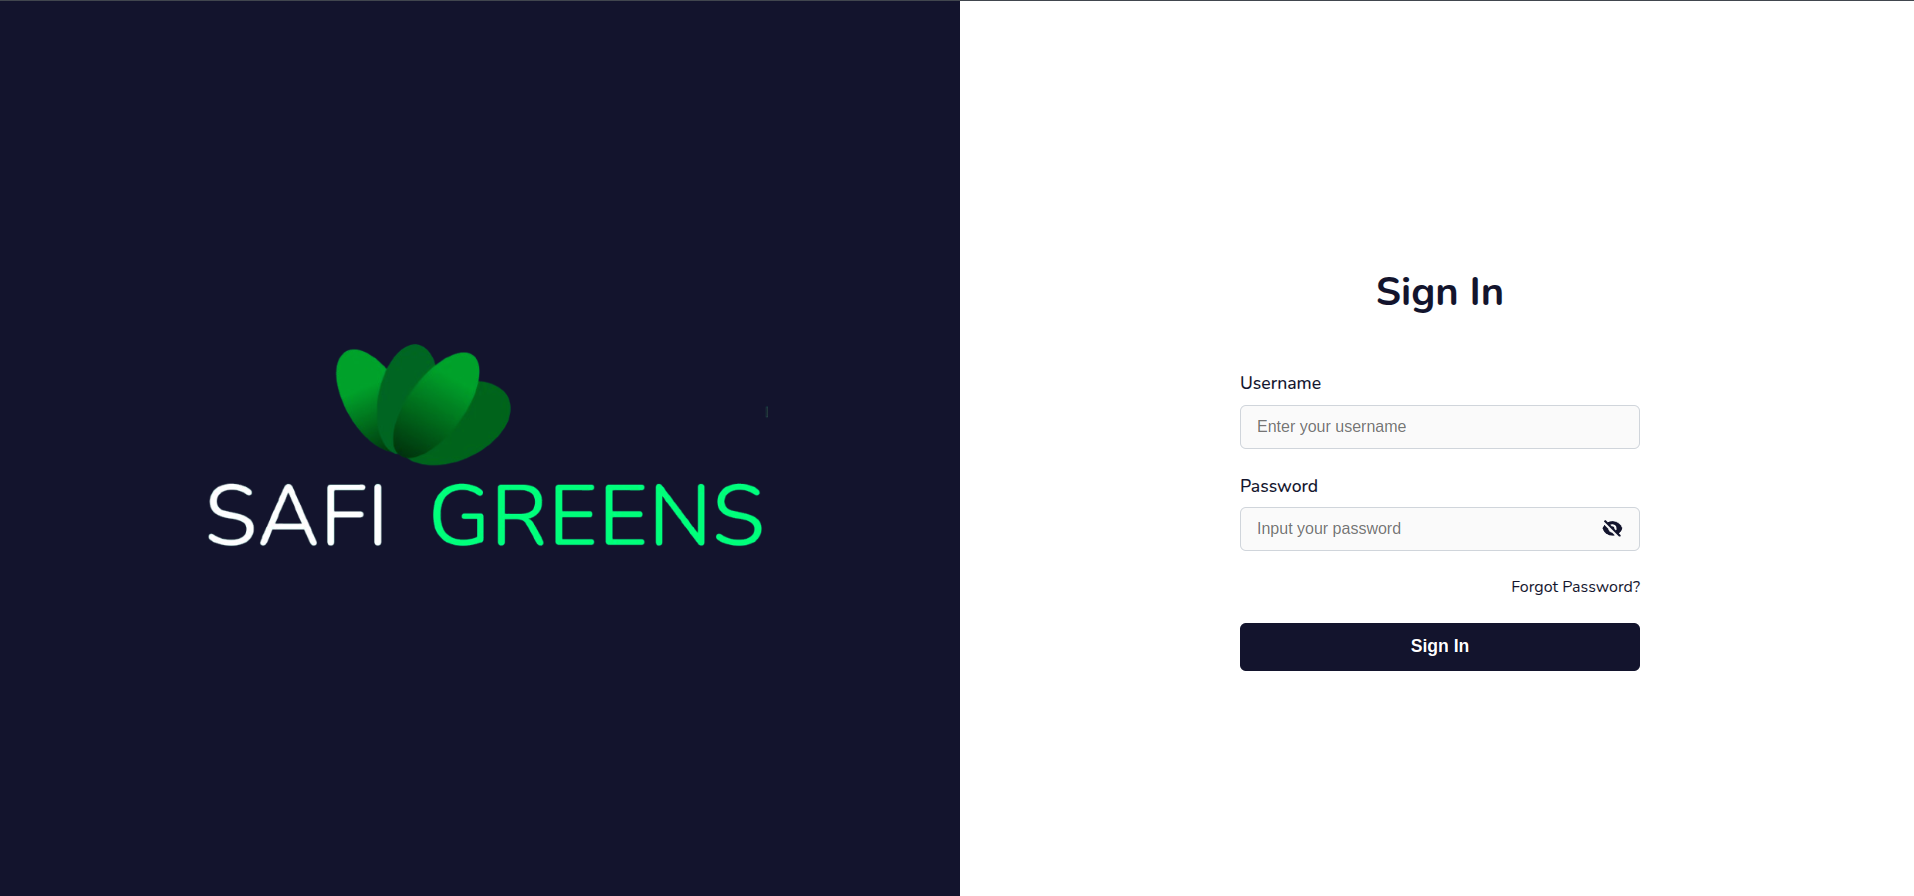 SAFI GREENS
Sign In
Username
Enter your username
Password
Input your password
Forgot Password?
Sign In